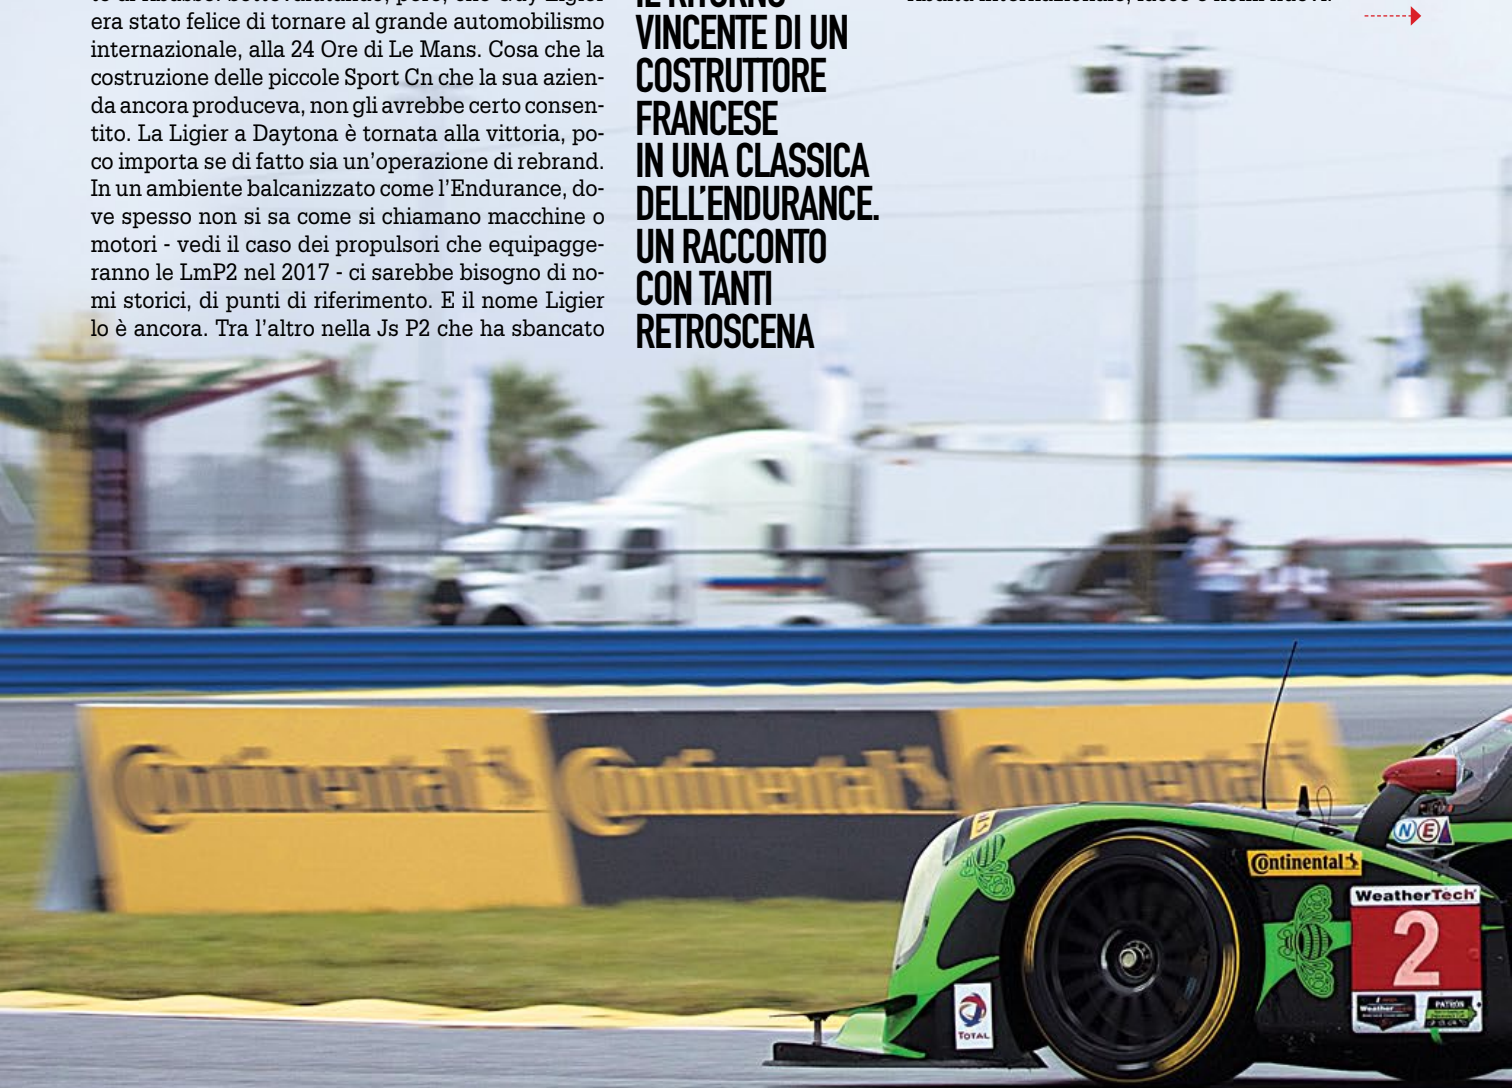 era stato felice di tornare al grande automobilismo
internazionale, alla 24 Ore di Le Mans. Cosa che la
costruzione delle piccole Sport Cn che la sua azien-
da ancora produceva, non gli avrebbe certo consen-
tito. La Ligier a Daytona è tornata alla vittoria, po-
co importa se di fatto sia un'operazione di rebrand.
In un ambiente balcanizzato come l'Endurance, do-
ve spesso non si sa come si chiamano macchine o
motori - vedi il caso dei propulsori che equipagge-
ranno le LmP2 nel 2017 - ci sarebbe bisogno di no-
mi storici, di punti di riferimento. E il nome Ligier
lo è ancora. Tra l'altro nella Js P2 che ha sbancato
IL RITORNO
VINCENTE DI UN
COSTRUTTORE
FRANCESE
IN UNA CLASSICA
DELL'ENDURANCE.
UN RACCONTO
CON TANTI
RETROSCENA
Continental
Continental
Continental
NE
Continental
WeatherTech
2
WeatherTech
PATRÓN
TOTAL